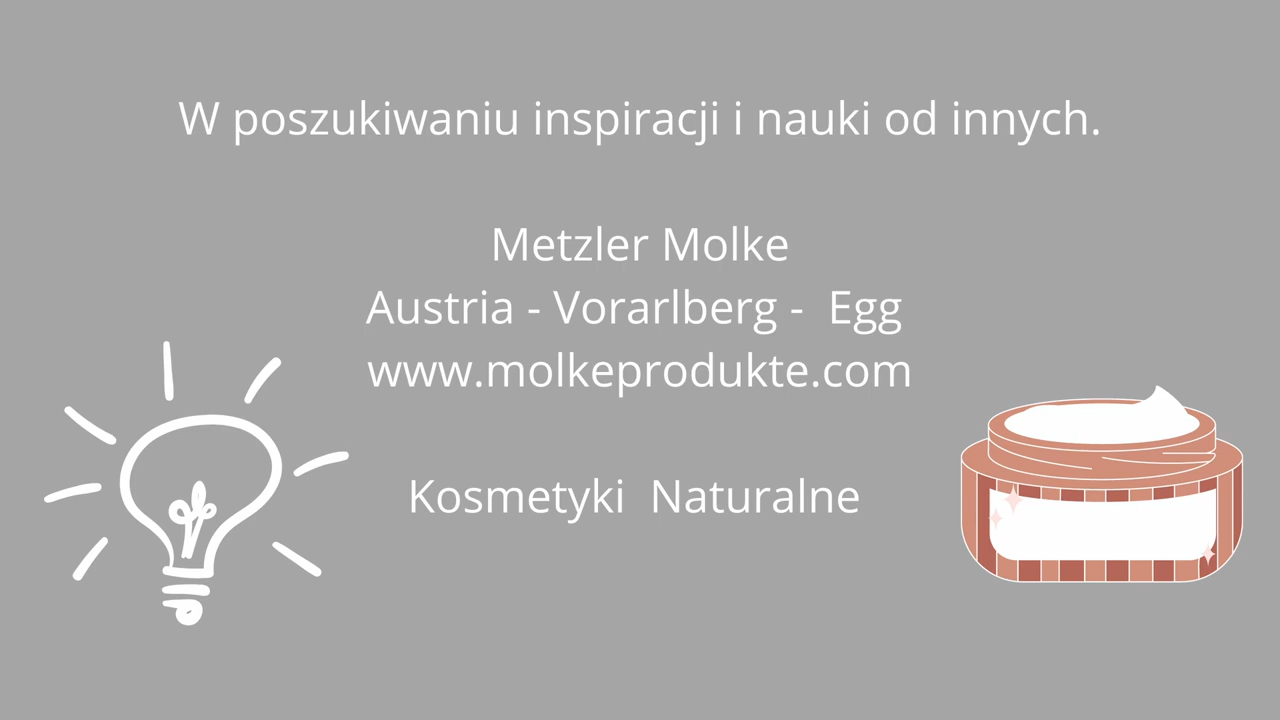 W poszukiwaniu inspiracji i nauki od innych.
Metzler Molke
Austria - Vorarlberg -  Egg
www.molkeprodukte.com
Kosmetyki  Naturalne